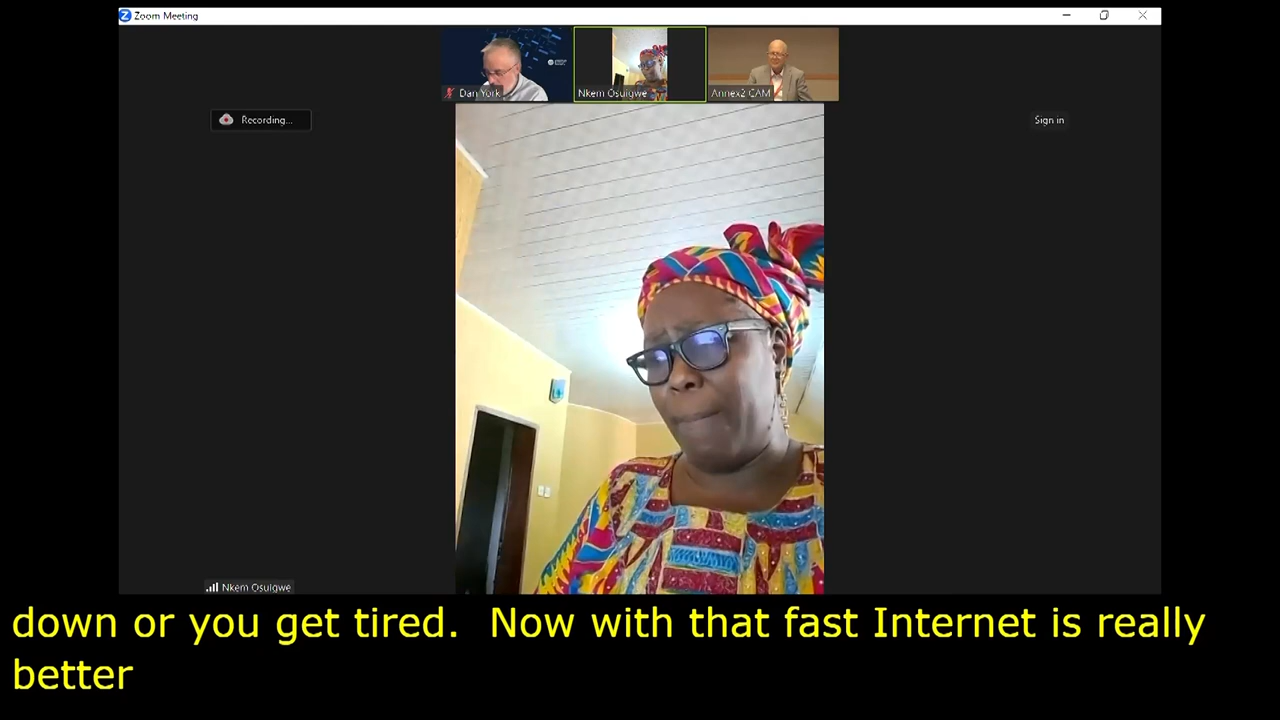 Zoom Meeting
Dan York
Nkem Osuigwe
Annex2 CAM
Recording...
Sign in
Nkem Osuigwe
down or you get tired.  Now with that fast Internet is really
better